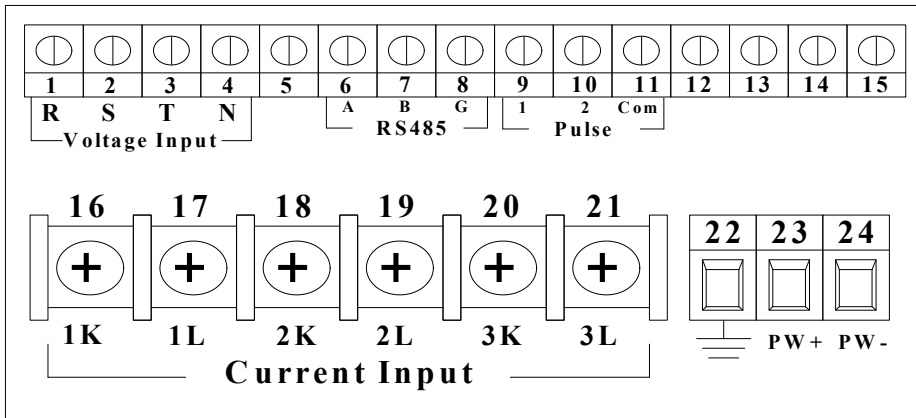 1 2 3 4 5 6 7 8 9 10 11 12 13 14 15
R S T N A B G 1 2 Com
Voltage Input RS485 Pulse
16 17 18 19 20 21 22 23 24
1K 1L 2K 2L 3K 3L PW+ PW-
Current Input